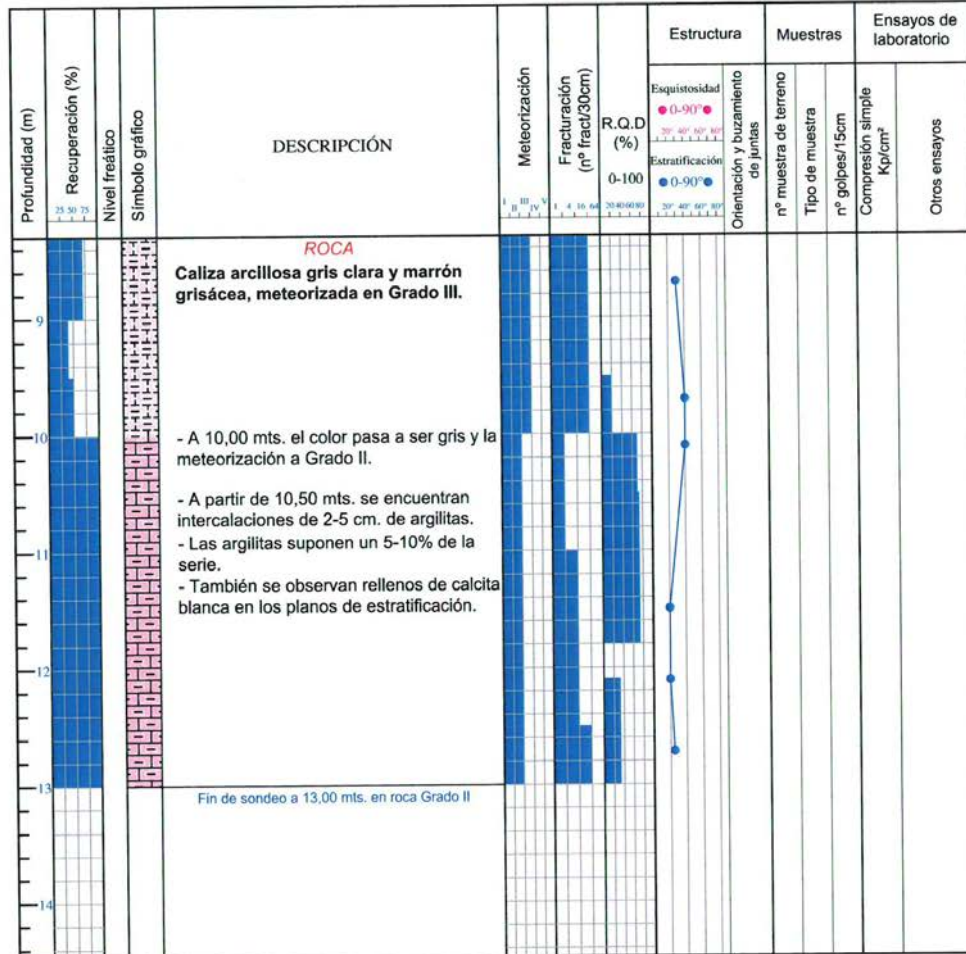 Profundidad (m)
Recuperación (%)
25 50 75
Nivel freático
Símbolo gráfico
DESCRIPCIÓN
Meteorización
I II III IV V
Fracturación
(nº fract/30cm)
1 4 16 64
R.Q.D
(%)
0-100
20 40 60 80
Estructura
Esquistosidad
0-90º
20° 40° 60° 80°
Estratificación
0-90º
20° 40° 60° 80°
Orientación y buzamiento
de juntas
Muestras
nº muestra de terreno
Tipo de muestra
nº golpes/15cm
Ensayos de
laboratorio
Compresión simple
Kp/cm²
Otros ensayos
ROCA
Caliza arcillosa gris clara y marrón
grisácea, meteorizada en Grado III.
9
10
- A 10,00 mts. el color pasa a ser gris y la
meteorización a Grado II.
- A partir de 10,50 mts. se encuentran
intercalaciones de 2-5 cm. de argilitas.
- Las argilitas suponen un 5-10% de la
serie.
11
- También se observan rellenos de calcita
blanca en los planos de estratificación.
12
13
Fin de sondeo a 13,00 mts. en roca Grado II
14